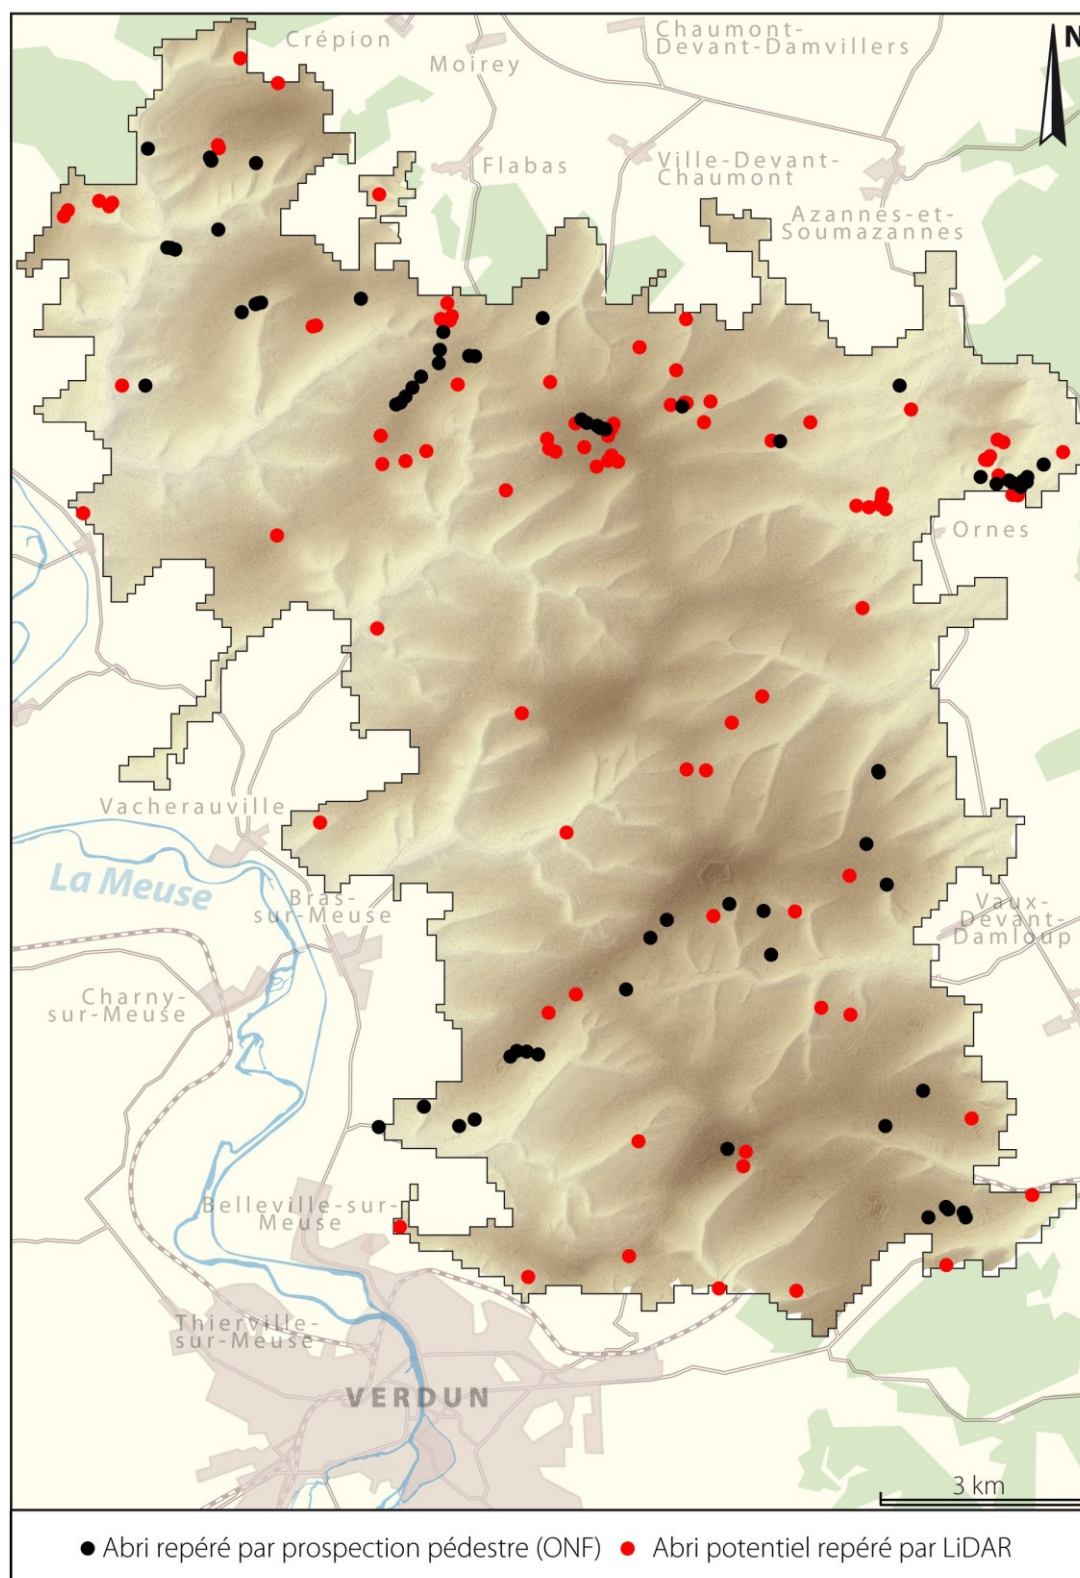 Crépion
Chaumont-
Devant-Damvillers
N
Moirey
Flabas
Ville-Devant-
Chaumont
Azannes-et-
Soumazannes
Ornes
Vacherauville
La Meuse
Bras-
sur-Meuse
Vaux-
Devant-
Damloup
Charny-
sur-Meuse
Belleville-sur-
Meuse
Thierville-
sur-Meuse
VERDUN
3 km
Abri repéré par prospection pédestre (ONF)
Abri potentiel repéré par LiDAR